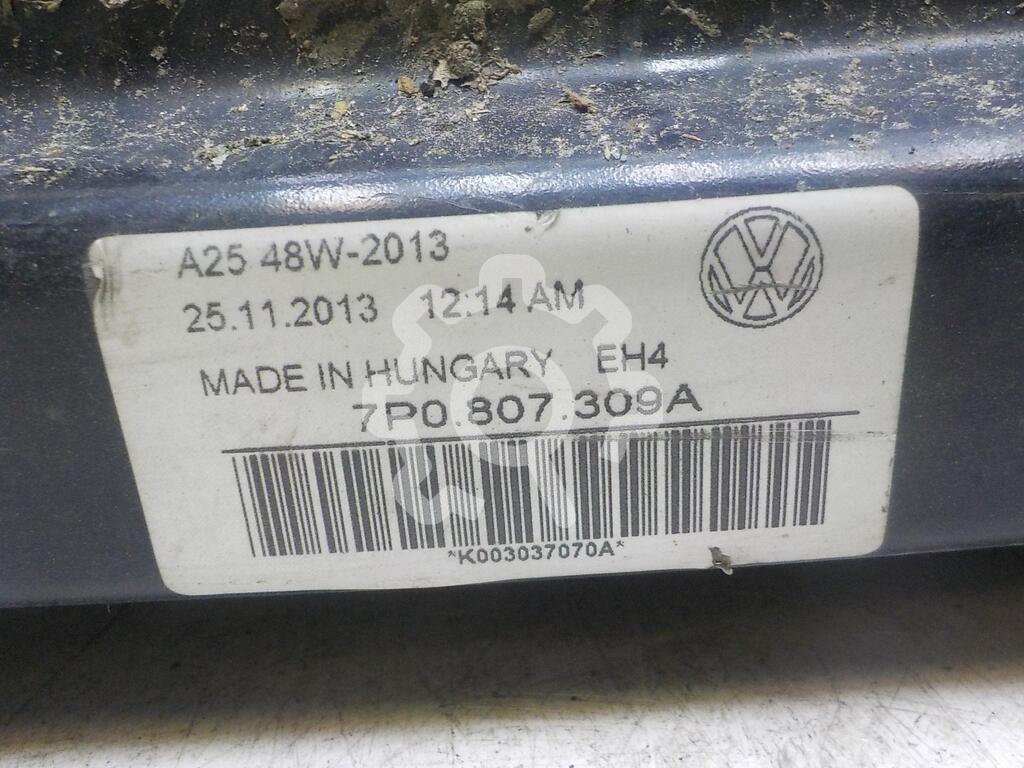 A25 48W-2013
25.11.2013 12:14 AM
MADE IN HUNGARY EH4
7P0.807.309A
*K003037070A*